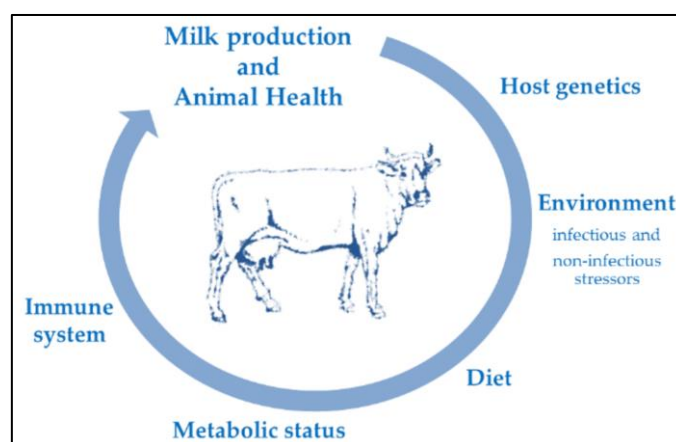 Milk production
and
Animal Health
Host genetics
Environment
infectious and
non-infectious
stressors
Diet
Metabolic status
Immune
system